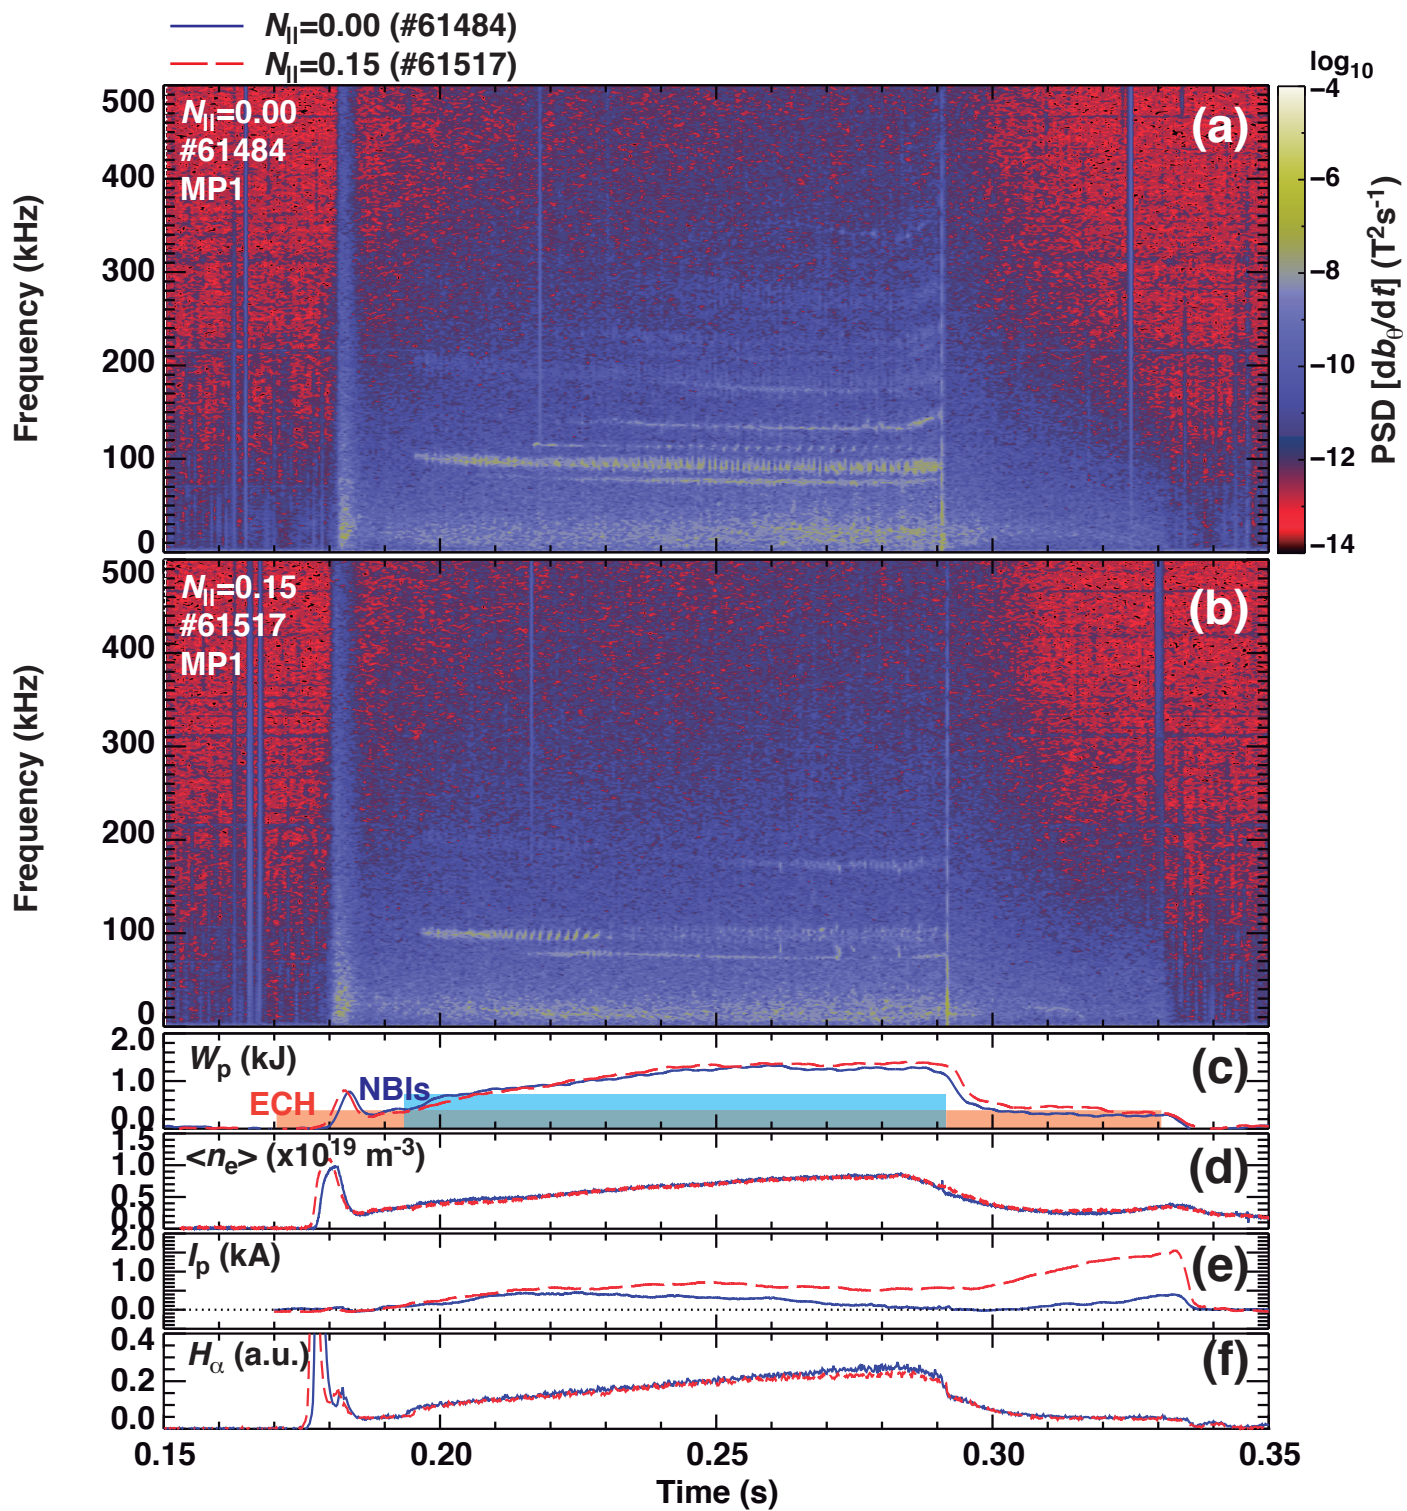 N||=0.00 (#61484)
N||=0.15 (#61517)
log10
N||=0.00
#61484
MP1
(a)
500
400
300
200
100
0
Frequency (kHz)
−4
−6
−8
−10
−12
−14
PSD [dbθ/dt] (T²s⁻¹)
N||=0.15
#61517
MP1
(b)
500
400
300
200
100
0
Frequency (kHz)
Wp (kJ)
(c)
2.0
1.0
0.0
ECH
NBIs
<ne> (x10¹⁹ m⁻³)
(d)
1.5
1.0
0.5
0.0
Ip (kA)
(e)
2.0
1.0
0.0
Hα (a.u.)
(f)
0.4
0.2
0.0
0.15 0.20 0.25 0.30 0.35
Time (s)